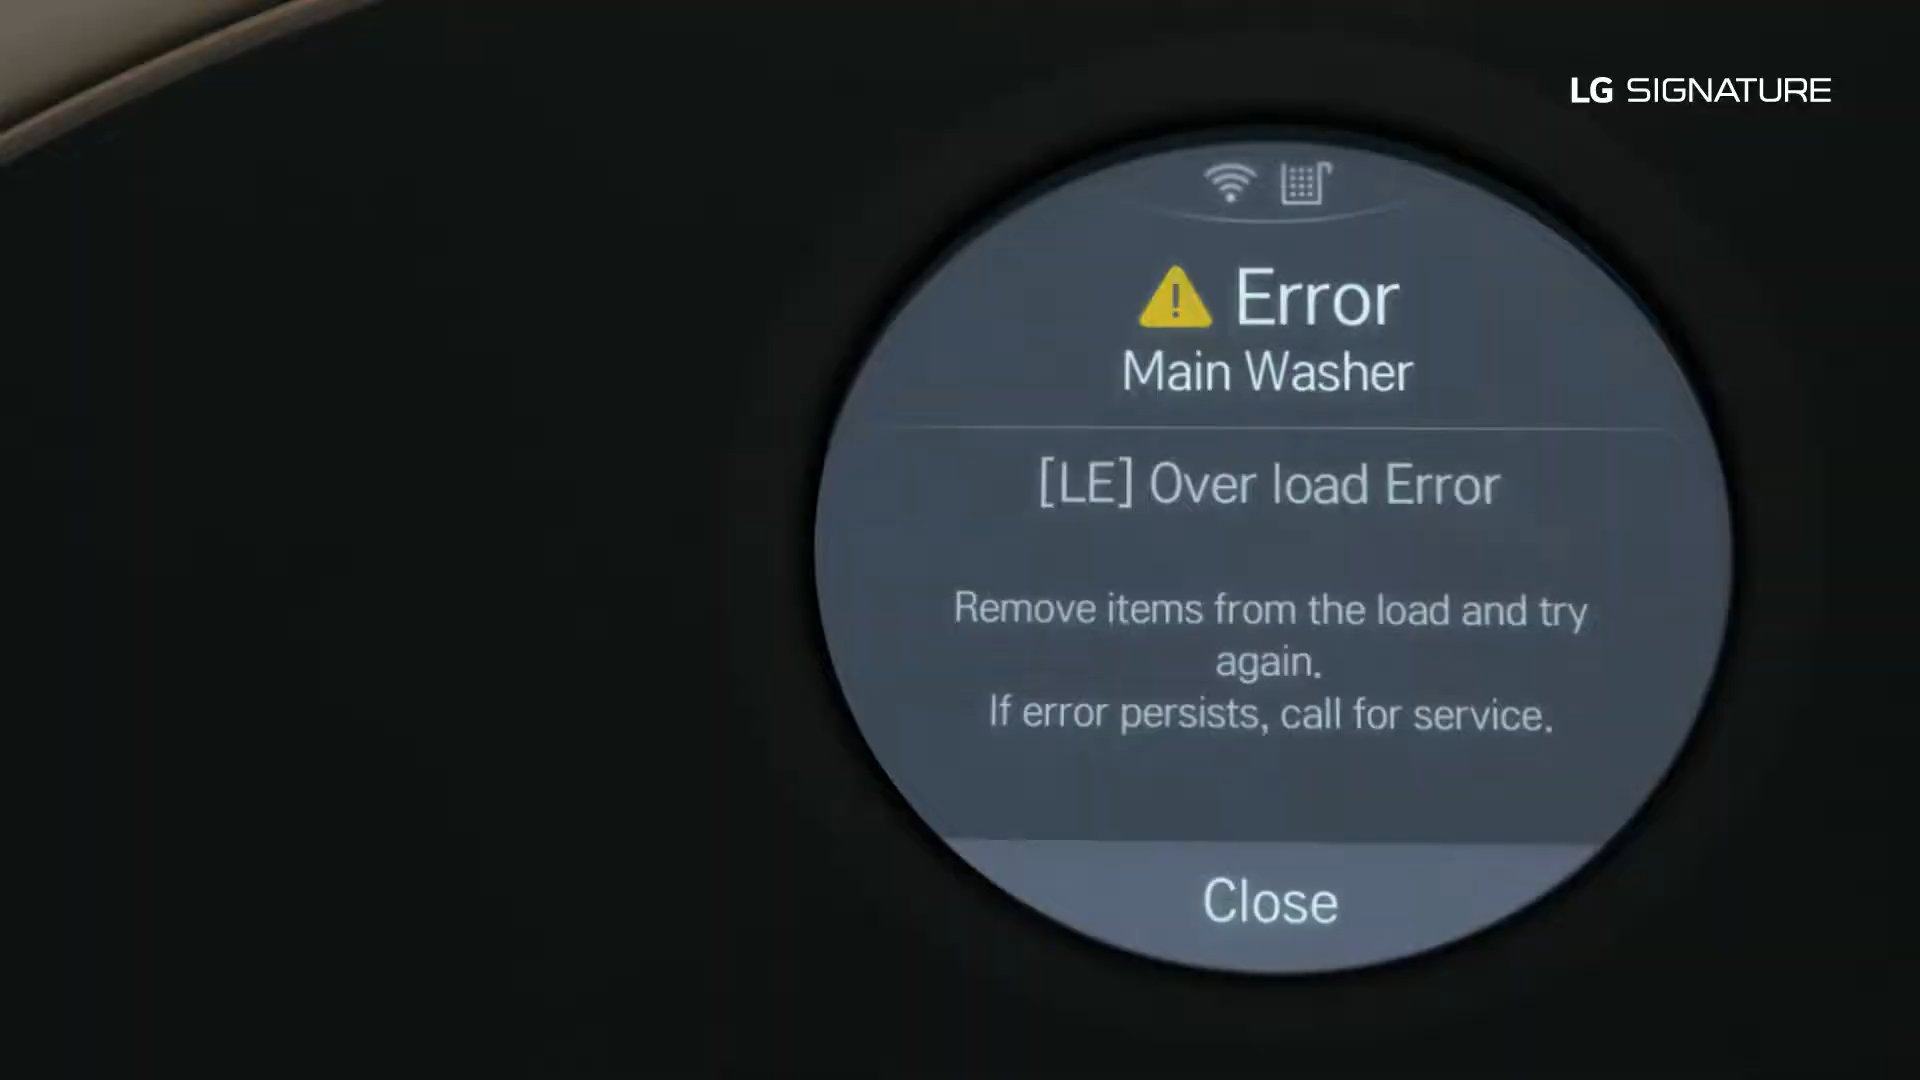 LG SIGNATURE
Error
Main Washer
[LE] Over load Error
Remove items from the load and try
again.
If error persists, call for service.
Close